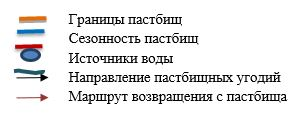 Границы пастбищ
Сезонность пастбищ
Источники воды
Направление пастбищных угодий
Маршрут возвращения с пастбища